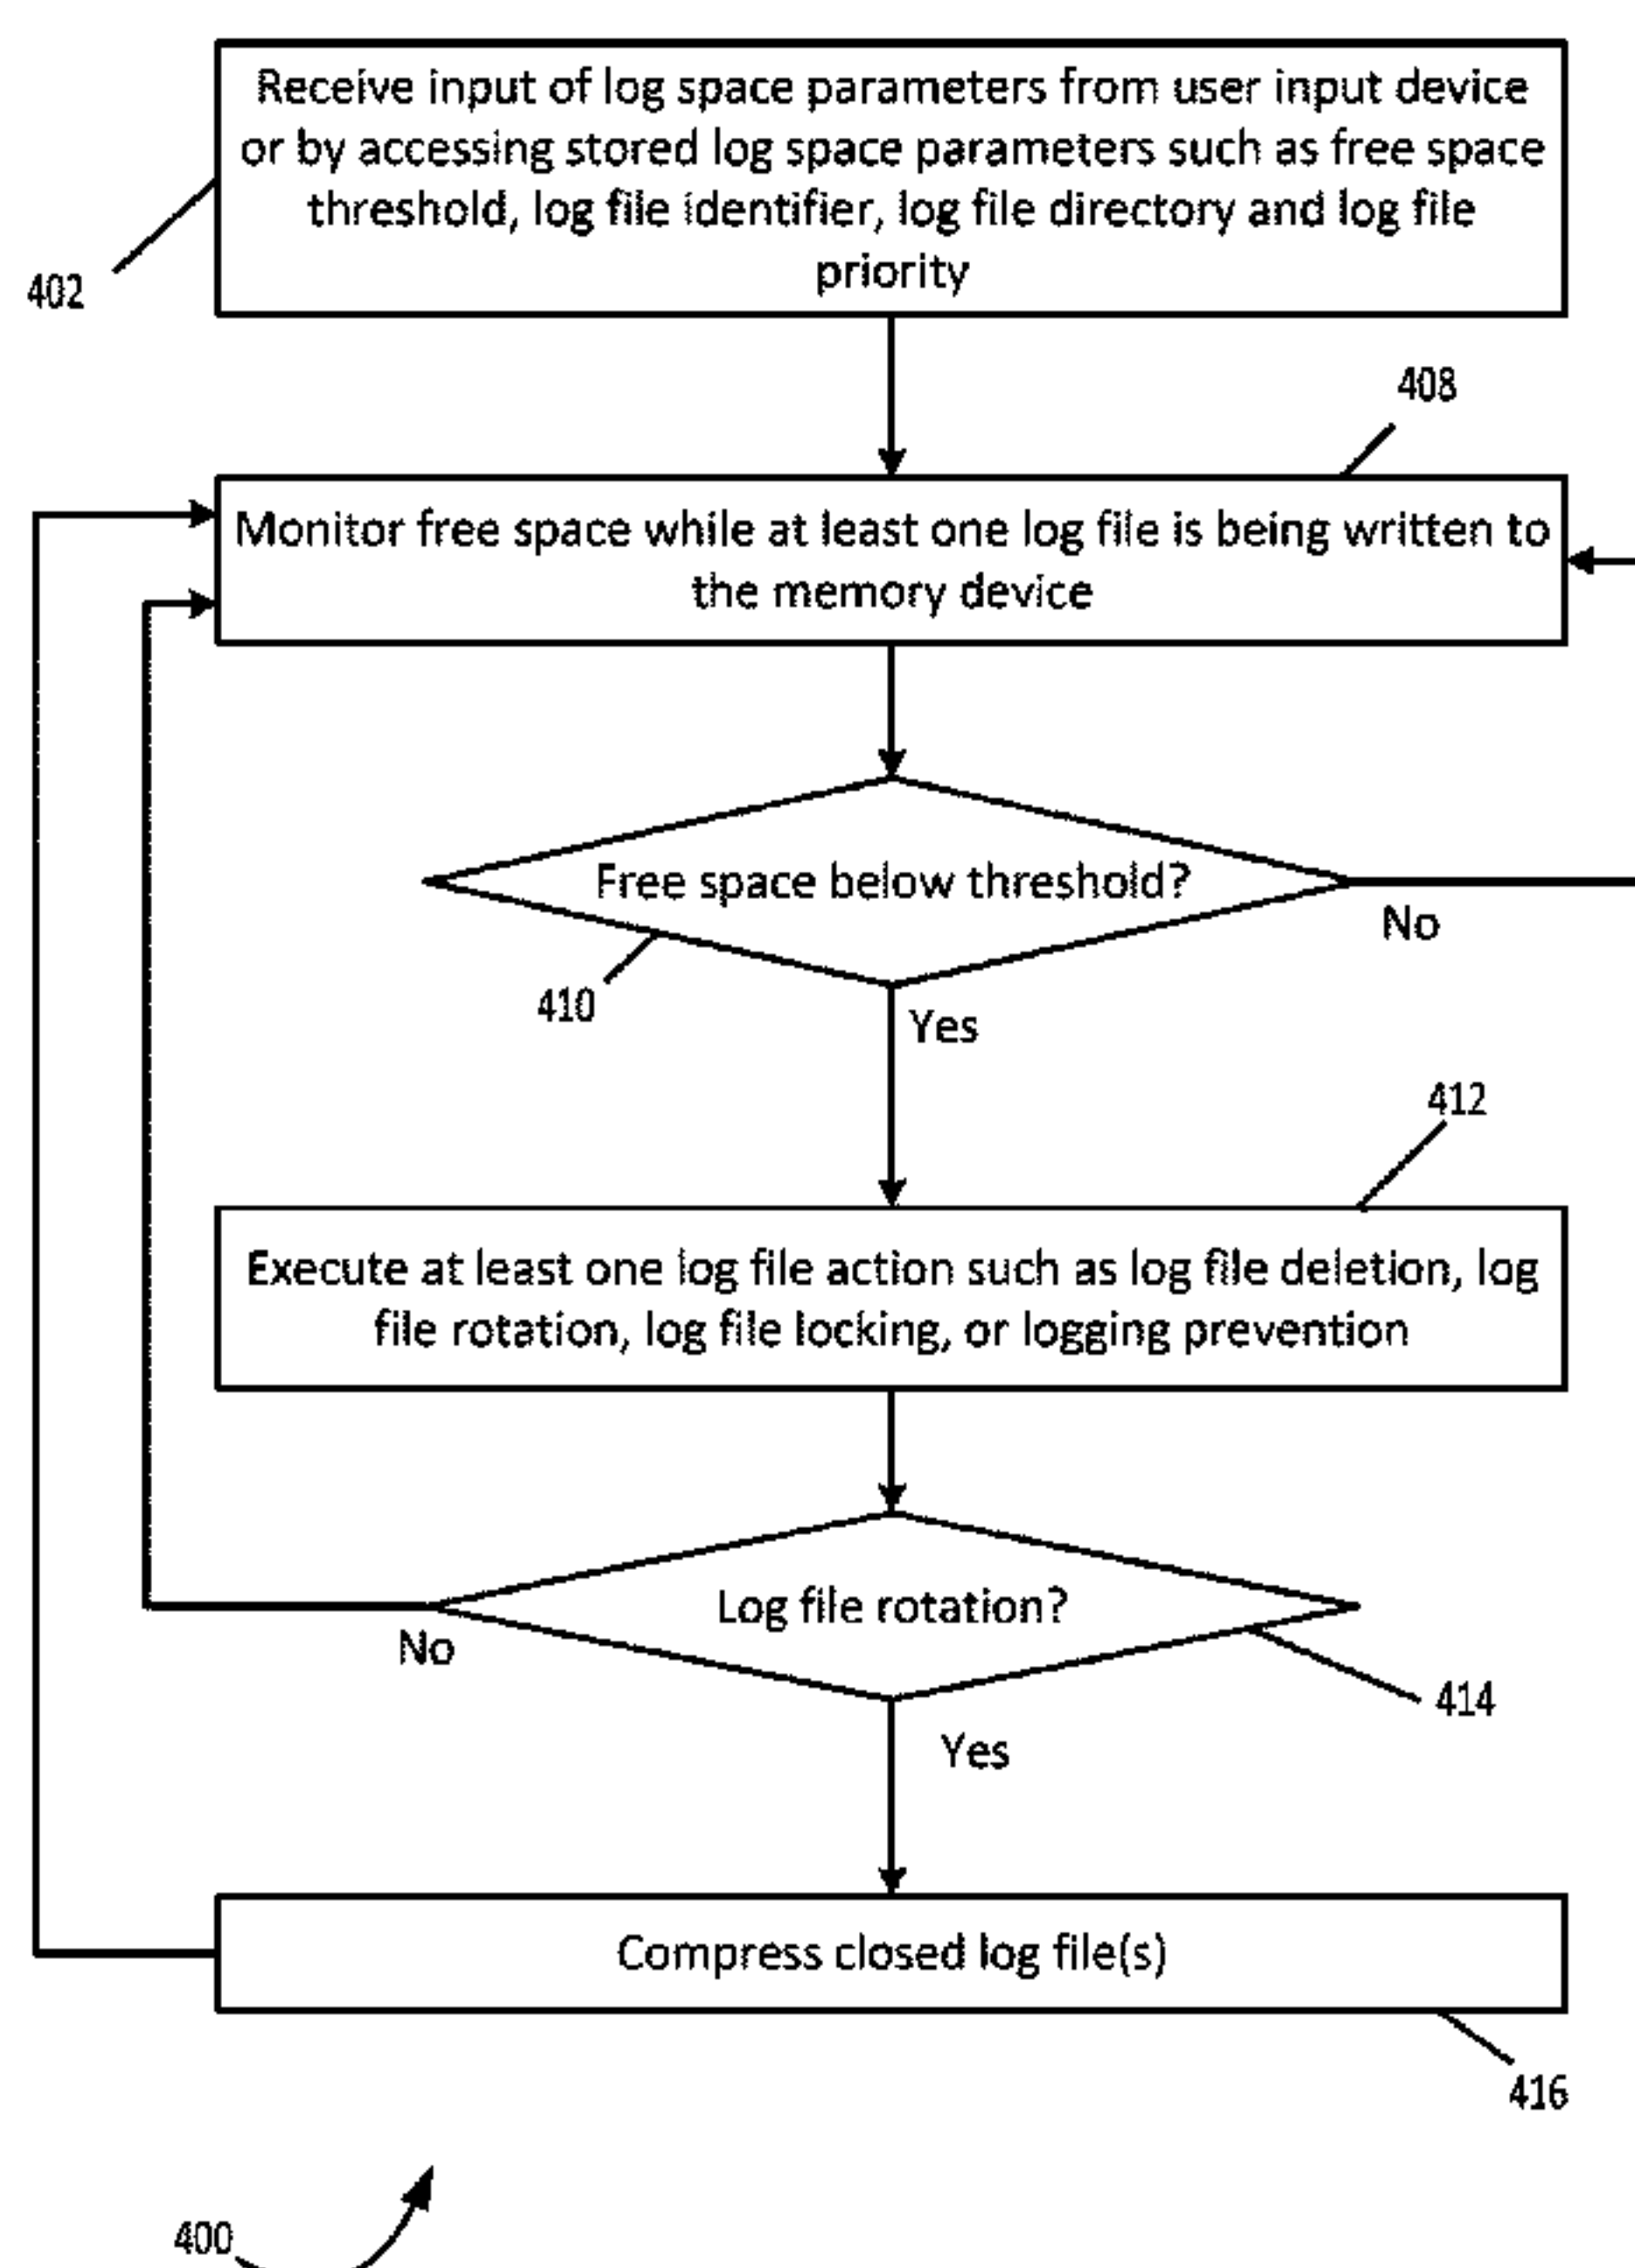 Receive input of log space parameters from user input device
or by accessing stored log space parameters such as free space
threshold, log file identifier, log file directory and log file
priority
402
408
Monitor free space while at least one log file is being written to
the memory device
Free space below threshold?
No
410
Yes
412
Execute at least one log file action such as log file deletion, log
file rotation, log file locking, or logging prevention
Log file rotation?
No
414
Yes
Compress closed log file(s)
416
400